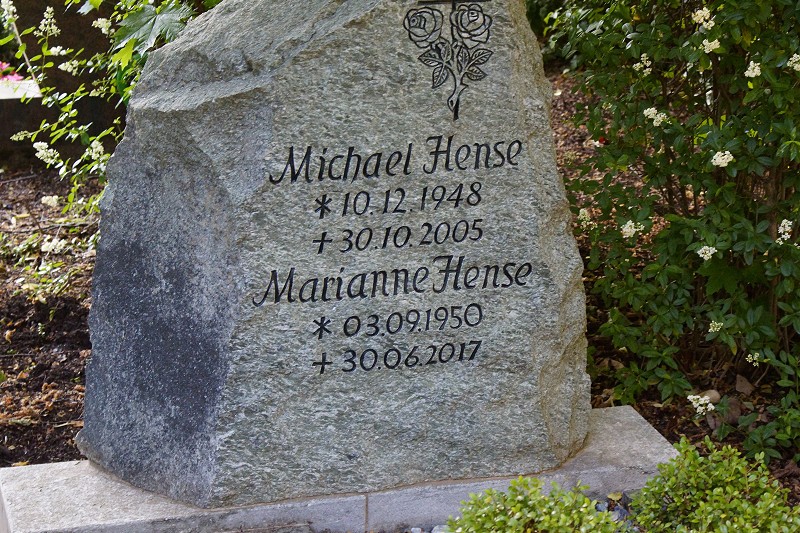 Michael Hense
* 10.12.1948
+ 30.10.2005
Marianne Hense
* 03.09.1950
+ 30.06.2017